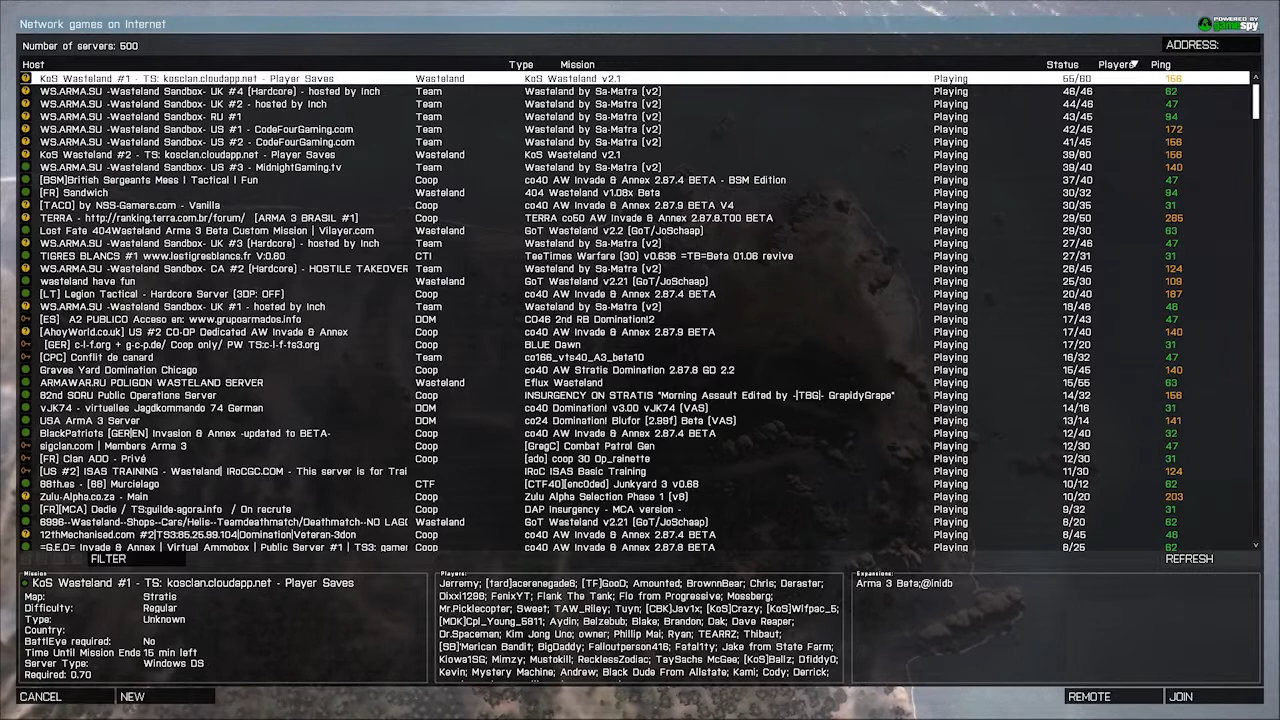 Network games on Internet
POWERED BY gamespy
Number of servers: 500
ADDRESS:
Host Type Mission Status Players Ping
KoS Wasteland #1 - TS: kosclan.cloudapp.net - Player Saves Wasteland KoS Wasteland v2.1 Playing 55/60 156
WS.ARMA.SU -Wasteland Sandbox- UK #4 (Hardcore) - hosted by Inch Team Wasteland by Sa-Matra (v2) Playing 46/46 62
WS.ARMA.SU -Wasteland Sandbox- UK #2 - hosted by Inch Team Wasteland by Sa-Matra (v2) Playing 44/46 47
WS.ARMA.SU -Wasteland Sandbox- RU #1 Team Wasteland by Sa-Matra (v2) Playing 43/45 94
WS.ARMA.SU -Wasteland Sandbox- US #1 - CodeFourGaming.com Team Wasteland by Sa-Matra (v2) Playing 42/45 172
WS.ARMA.SU -Wasteland Sandbox- US #2 - CodeFourGaming.com Team Wasteland by Sa-Matra (v2) Playing 41/45 156
KoS Wasteland #2 - TS: kosclan.cloudapp.net - Player Saves Wasteland KoS Wasteland v2.1 Playing 39/60 156
WS.ARMA.SU -Wasteland Sandbox- US #3 - MidnightGaming.tv Team Wasteland by Sa-Matra (v2) Playing 38/40 140
[BSM]British Sergeants Mess | Tactical | Fun Coop co40 AW Invade & Annex 2.87.4 BETA - BSM Edition Playing 37/40 47
[FR] Sandwich Wasteland 404 Wasteland v1.08x Beta Playing 30/32 94
[TACO] by NSS-Gamers.com - Vanilla Coop co40 AW Invade & Annex 2.87.9 BETA V4 Playing 30/35 31
TERRA - http://ranking.terra.com.br/forum/ [ARMA 3 BRASIL #1] Coop TERRA co50 AW Invade & Annex 2.87.8.T00 BETA Playing 29/50 265
Lost Fate 404Wasteland Arma 3 Beta Custom Mission | Vilayer.com Wasteland GoT Wasteland v2.2 (GoT/JoSchaap) Playing 29/30 63
WS.ARMA.SU -Wasteland Sandbox- UK #3 (Hardcore) - hosted by Inch Team Wasteland by Sa-Matra (v2) Playing 27/46 47
TIGRES BLANCS #1 www.lestigresblancs.fr V:0.60 CTI TeeTimes Warfare (30) v0.636 =TB=Beta 01.06 revive Playing 27/31 31
WS.ARMA.SU -Wasteland Sandbox- CA #2 (Hardcore) - HOSTILE TAKEOVER Team Wasteland by Sa-Matra (v2) Playing 26/45 124
wasteland have fun Wasteland GoT Wasteland v2.21 (GoT/JoSchaap) Playing 25/30 109
[LT] Legion Tactical - Hardcore Server (3DP: OFF) Coop co40 AW Invade & Annex 2.87.4 BETA Playing 20/40 187
WS.ARMA.SU -Wasteland Sandbox- UK #1 - hosted by Inch Team Wasteland by Sa-Matra (v2) Playing 18/46 46
[ES] A2 PUBLICO Acceso en: www.grupoarmados.info DOM CO46 2nd RB Domination!2 Playing 17/43 47
[AhoyWorld.co.uk] US #2 CO-OP Dedicated AW Invade & Annex Coop co40 AW Invade & Annex 2.87.9 BETA Playing 17/40 140
[GER] c-l-f.org + g-c-p.de/ Coop only/ PW TS:c-l-f-ts3.org Coop BLUE Dawn Playing 17/20 31
[CPC] Conflit de canard Team co166_vts40_A3_beta10 Playing 16/32 47
Graves Yard Domination Chicago Coop co40 AW Stratis Domination 2.87.8 GD 2.2 Playing 15/45 140
ARMAWAR.RU POLIGON WASTELAND SERVER Wasteland Eflux Wasteland Playing 15/55 63
82nd SORU Public Operations Server Coop INSURGENCY ON STRATIS "Morning Assault Edited by -|TBG|- GrapidyGrape" Playing 14/32 156
vJK74 - virtuelles Jagdkommando 74 German DOM co40 Domination! v3.00 vJK74 (VAS) Playing 14/16 31
USA ArmA 3 Server DOM co24 Domination! Blufor (2.99f) Beta (VAS) Playing 13/14 141
BlackPatriots [GER|EN] Invasion & Annex -updated to BETA- Coop co40 AW Invade & Annex 2.87.4 BETA Playing 12/40 32
gigclan.com | Members Arma 3 Coop [GregC] Combat Patrol Gen Playing 12/30 47
[FR] Clan ADO - Privé Coop [ado] coop 30 Op_rainette Playing 12/30 31
[US #2] ISAS TRAINING - Wasteland| IRoCGC.COM - This server is for Trai IRoC ISAS Basic Training Playing 11/30 124
88th.es - [88] Murcielago CTF [CTF40][enc0ded] Junkyard 3 v0.68 Playing 10/12 62
Zulu-Alpha.co.za - Main Coop Zulu Alpha Selection Phase 1 (v8) Playing 10/20 203
[FR][MCA] Dedie / TS:guilde-agora.info / On recrute Coop DAP Insurgency - MCA version - Playing 9/32 31
6996--Wasteland--Shops--Cars/Helis--Teamdeathmatch/Deathmatch--NO LAG( Wasteland GoT Wasteland v2.21 (GoT/JoSchaap) Playing 8/20 62
12thMechanised.com #2|TS3:85.25.99.104|Domination|Veteran-3don Coop co40 AW Invade & Annex 2.87.8 BETA Playing 8/45 46
=G.E.O= Invade & Annex | Virtual Ammobox | Public Server #1 | TS3: gamer Coop co40 AW Invade & Annex 2.87.8 BETA Playing 8/25 62
FILTER REFRESH
Mission
KoS Wasteland #1 - TS: kosclan.cloudapp.net - Player Saves
Map: Stratis
Difficulty: Regular
Type: Unknown
Country:
BattlEye required: No
Time Until Mission Ends 15 min left
Server Type: Windows DS
Required: 0.70
Players:
Jerremy; [tard]acerenegade6; [TF]GooD; Amounted; BrownnBear; Chris; Deraster;
Dixxi1296; FenixYT; Flank The Tank; Flo from Progressive; Mossberg;
Mr.Picklecopter; Sweet; TAW_Riley; Tuyn; [CBK]Jav1x; [KoS]Crazy; [KoS]Wifpac_5;
[MDK]Cpl_Young_5811; Aydin; Belzebub; Blake; Brandon; Dak; Dave Reaper;
Dr.Spaceman; Kim Jong Uno; owner; Phillip Mai; Ryan; TEARRZ; Thibaut;
[SB]'Merican Bandit; BigDaddy; Falloutperson416; Fatal1ty; Jake from State Farm;
Kiowa1SG; Mimzy; Mustokill; RecklessZodiac; TaySachs McGee; [KoS]Ballz; Dfiddy0;
Kevin; Mystery Machine; Andrew; Black Dude From Allstate; Kami; Cody; Derrick;
Expansions:
Arma 3 Beta;@inidb
CANCEL NEW REMOTE JOIN